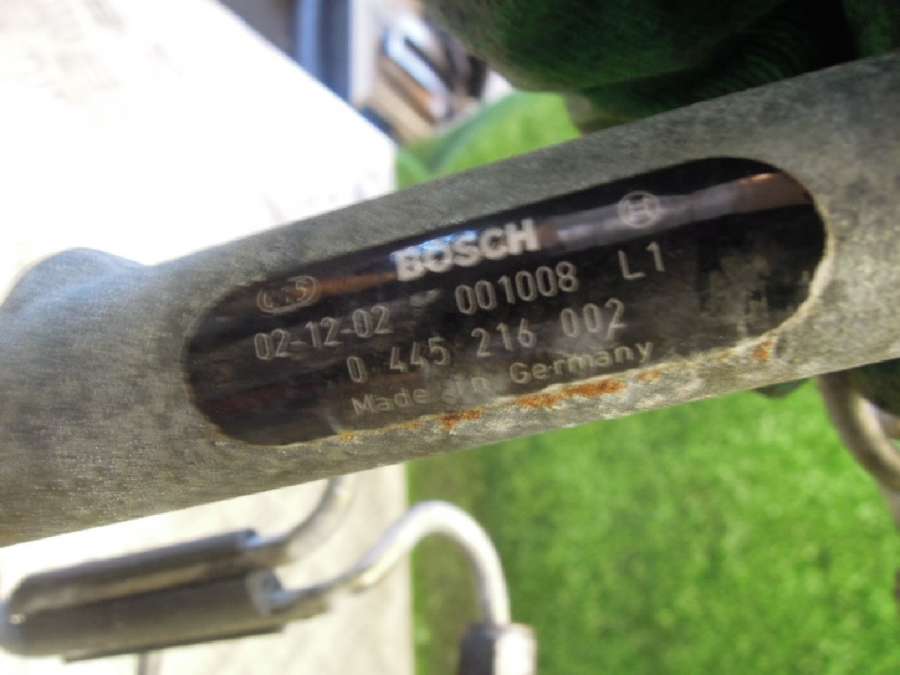 BOSCH
02-12-02 001008 L1
0 445 216 002
Made in Germany